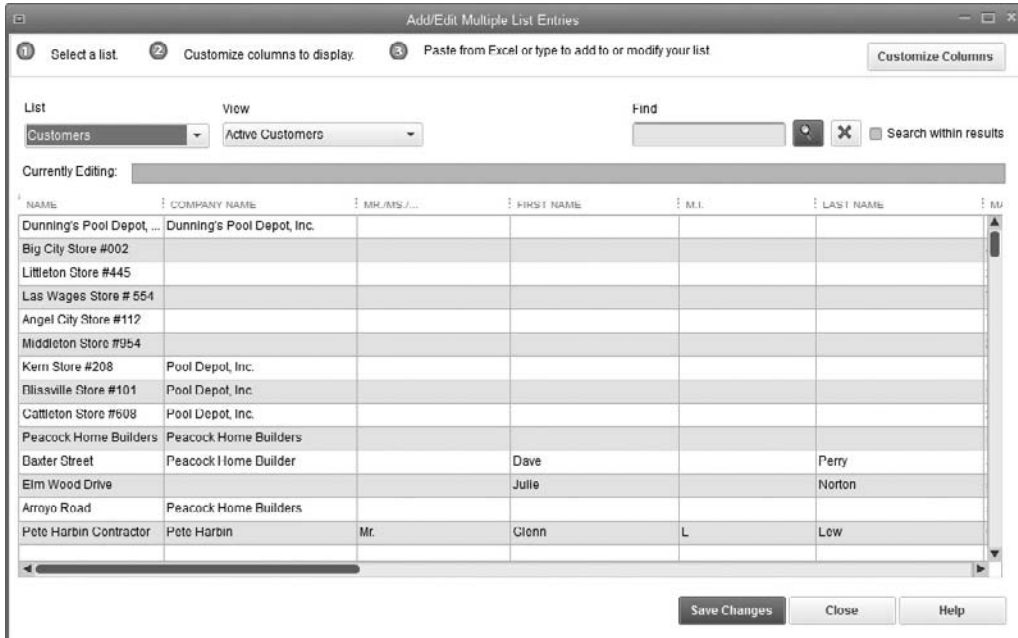 Add/Edit Multiple List Entries
1 Select a list. 2 Customize columns to display. 3 Paste from Excel or type to add to or modify your list. Customize Columns
List View Find
Customers Active Customers Search within results
Currently Editing:
NAME COMPANY NAME MR./MS./... FIRST NAME M.I. LAST NAME MA
Dunning's Pool Depot, ... Dunning's Pool Depot, Inc.
Big City Store #002
Littleton Store #445
Las Wages Store # 554
Angel City Store #112
Middleton Store #954
Kern Store #208 Pool Depot, Inc.
Blissville Store #101 Pool Depot, Inc.
Cattleton Store #608 Pool Depot, Inc.
Peacock Home Builders Peacock Home Builders
Baxter Street Peacock Home Builder Dave Perry
Elm Wood Drive Julie Norton
Arroyo Road Peacock Home Builders
Pete Harbin Contractor Pete Harbin Mr. Glenn L Lew
Save Changes Close Help